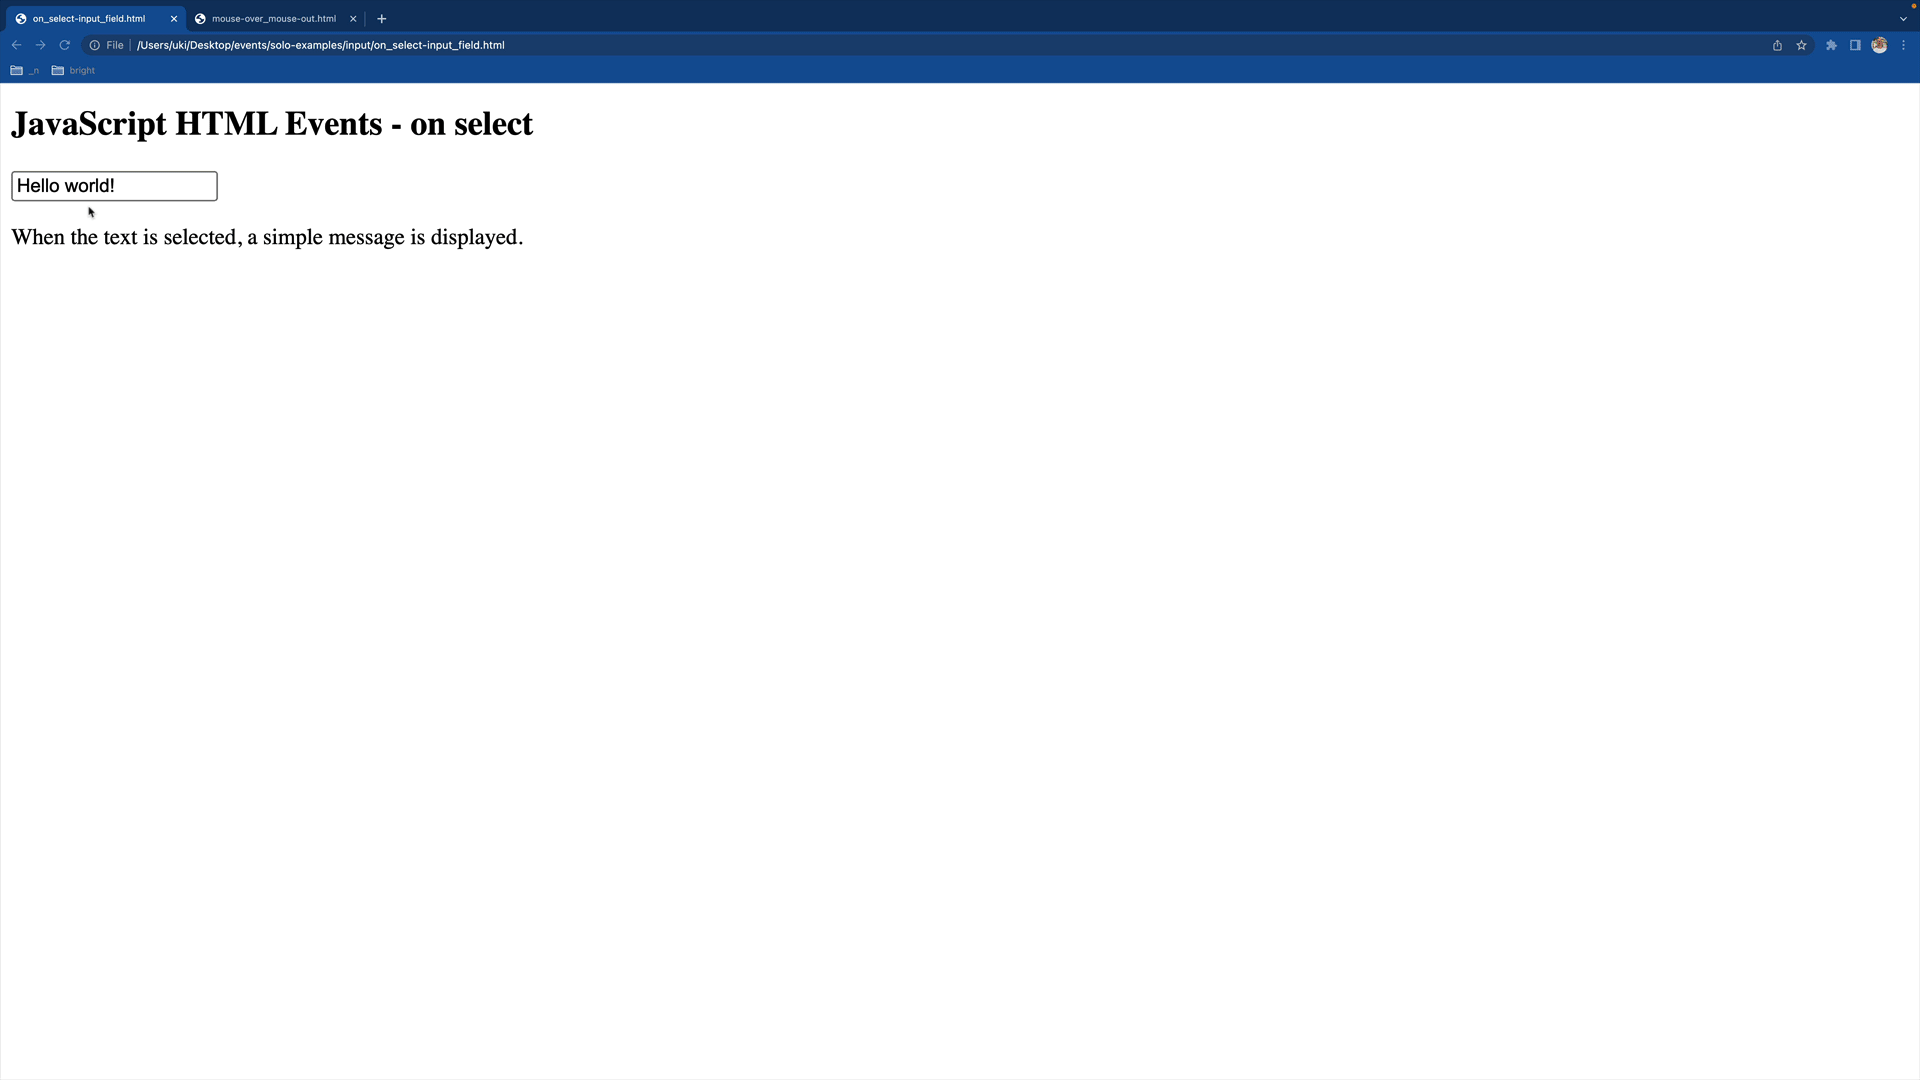 on_select-input_field.html
mouse-over_mouse-out.html
File
/Users/uki/Desktop/events/solo-examples/input/on_select-input_field.html
_n
bright
JavaScript HTML Events - on select
Hello world!
When the text is selected, a simple message is displayed.